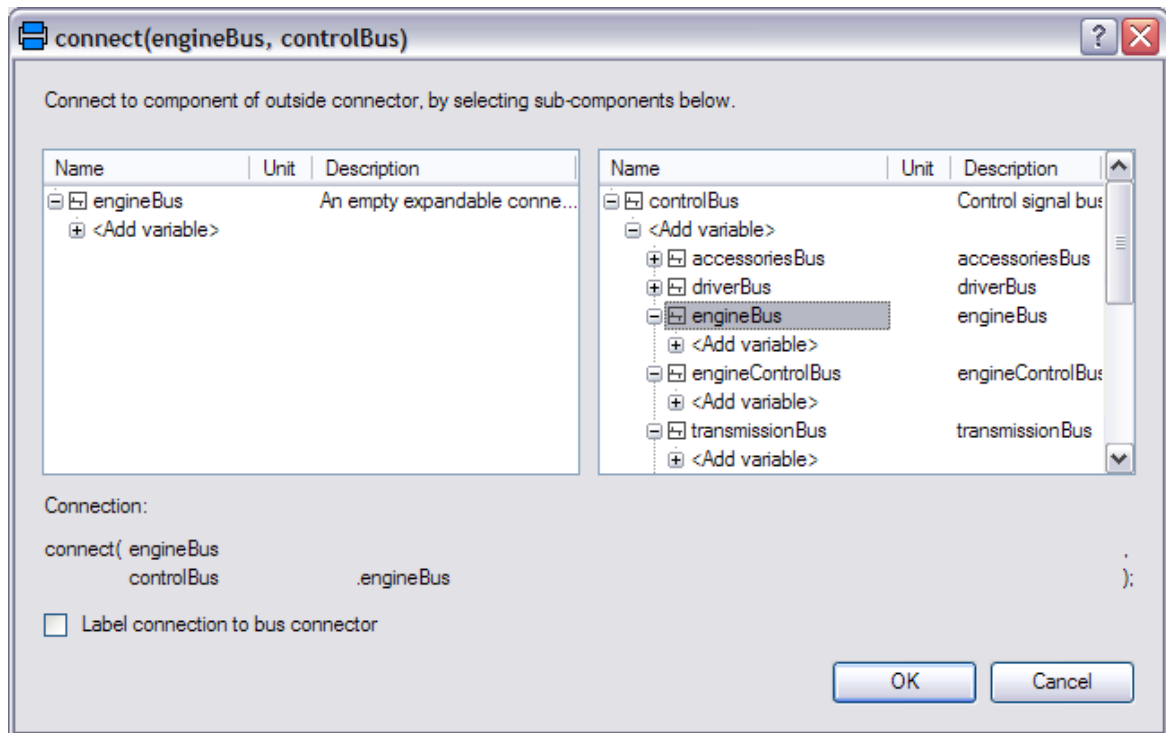 connect(engineBus, controlBus)
Connect to component of outside connector, by selecting sub-components below.
Name Unit Description
engineBus An empty expandable conne...
<Add variable>
Name Unit Description
controlBus Control signal bus
<Add variable>
accessoriesBus accessoriesBus
driverBus driverBus
engineBus engineBus
<Add variable>
engineControlBus engineControlBus
<Add variable>
transmissionBus transmissionBus
<Add variable>
Connection:
connect( engineBus ,
controlBus .engineBus );
Label connection to bus connector
OK Cancel